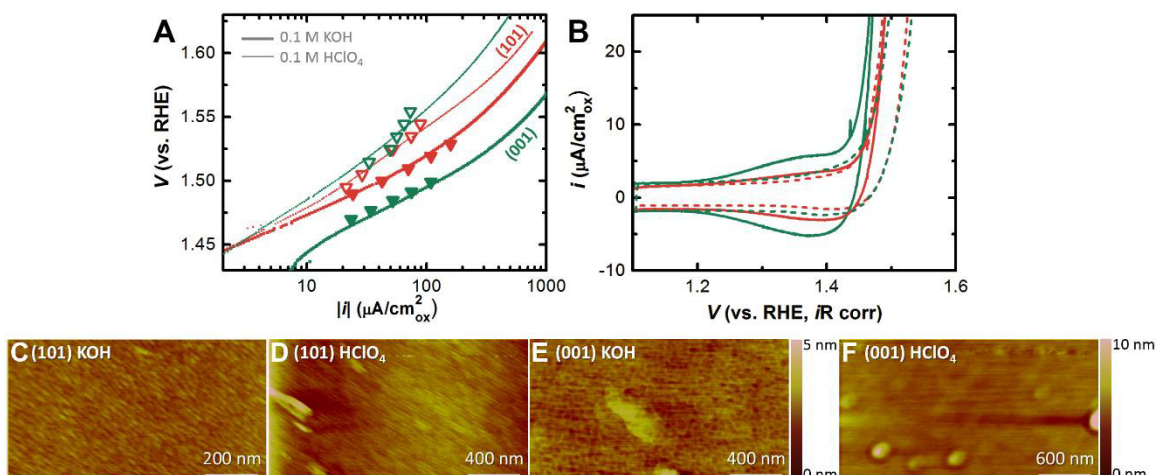 A
0.1 M KOH
0.1 M HClO₄
(101)
(001)
1.60
1.55
1.50
1.45
V (vs. RHE)
10
100
1000
|i| (μA/cm²ox)
B
20
10
0
-10
i (μA/cm²ox)
1.2
1.4
1.6
V (vs. RHE, iR corr)
C (101) KOH
200 nm
D (101) HClO₄
400 nm
E (001) KOH
400 nm
5 nm
0 nm
F (001) HClO₄
600 nm
10 nm
0 nm